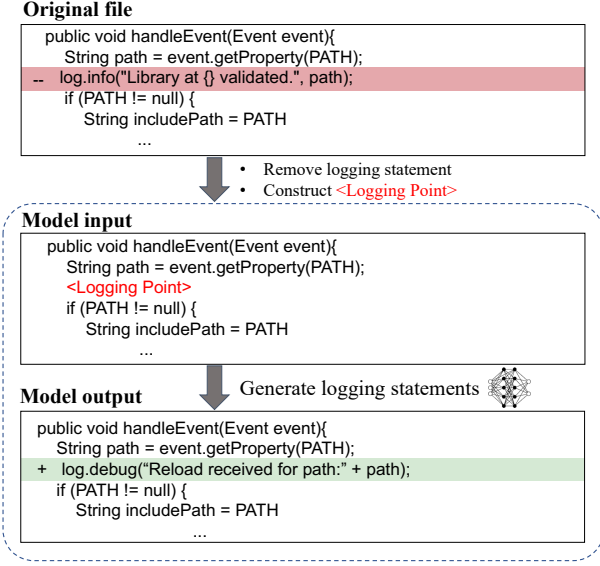 Original file
public void handleEvent(Event event){
String path = event.getProperty(PATH);
-- log.info("Library at {} validated.", path);
if (PATH != null) {
String includePath = PATH
...
• Remove logging statement
• Construct <Logging Point>
Model input
public void handleEvent(Event event){
String path = event.getProperty(PATH);
<Logging Point>
if (PATH != null) {
String includePath = PATH
...
Generate logging statements
Model output
public void handleEvent(Event event){
String path = event.getProperty(PATH);
+ log.debug(“Reload received for path:” + path);
if (PATH != null) {
String includePath = PATH
...